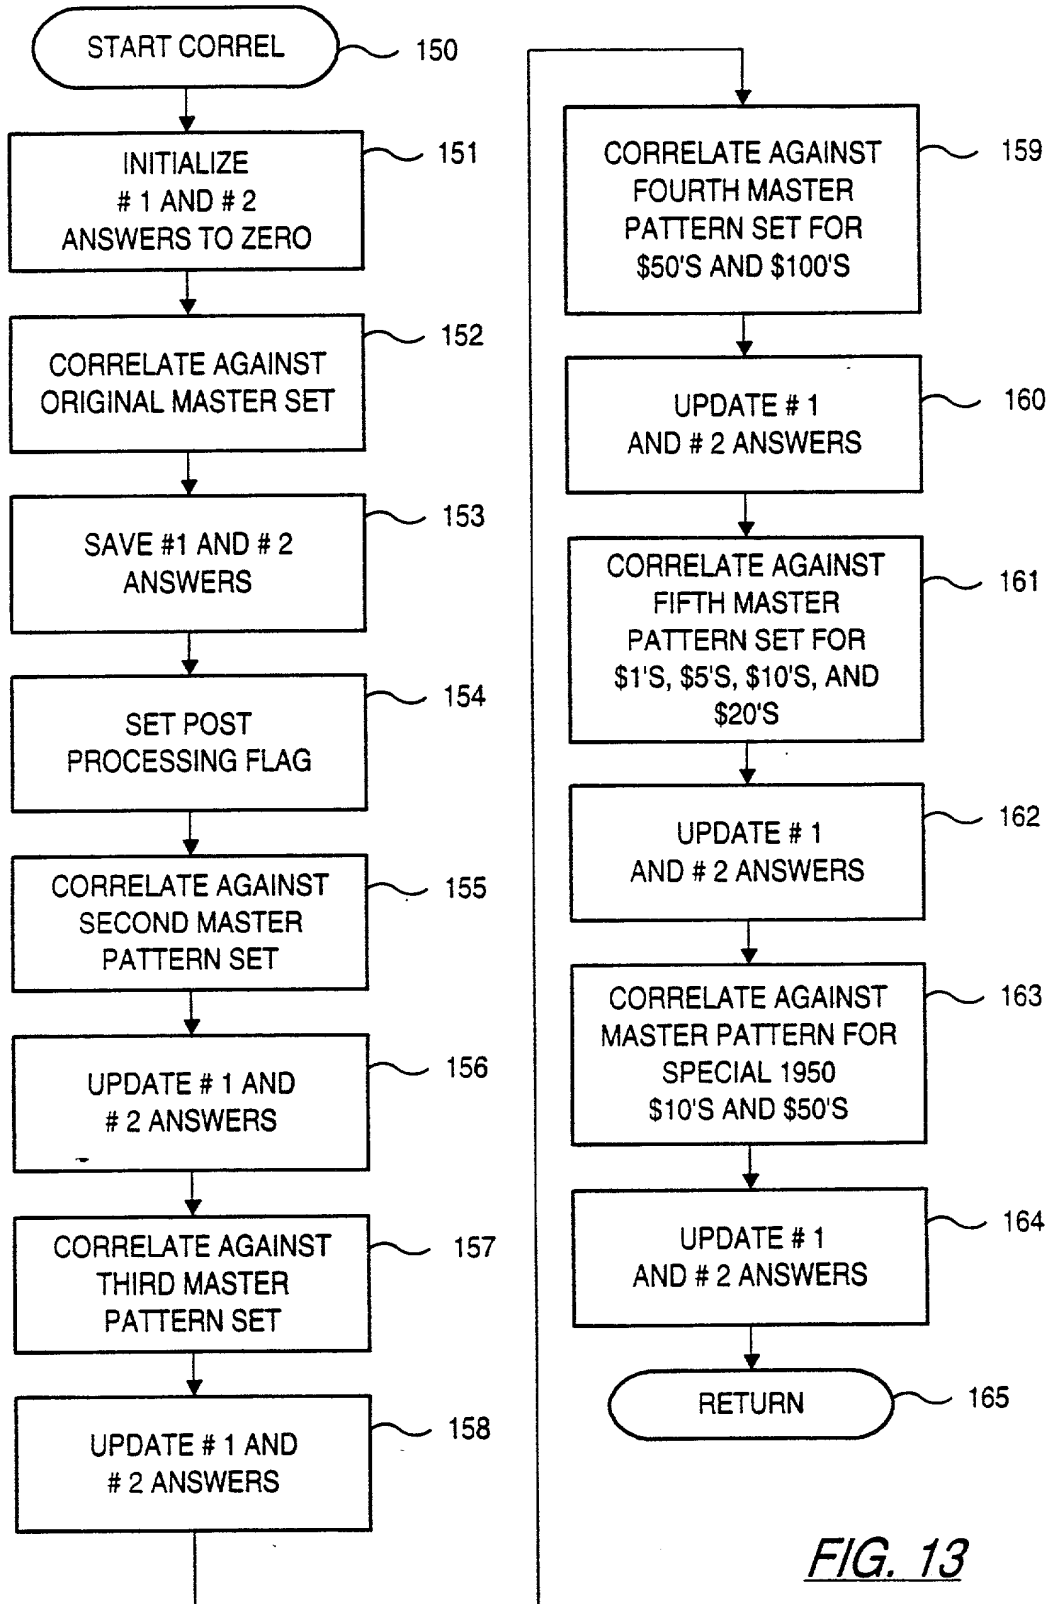 START CORREL
150
INITIALIZE
# 1 AND # 2
ANSWERS TO ZERO
151
CORRELATE AGAINST
ORIGINAL MASTER SET
152
SAVE #1 AND # 2
ANSWERS
153
SET POST
PROCESSING FLAG
154
CORRELATE AGAINST
SECOND MASTER
PATTERN SET
155
UPDATE # 1 AND
# 2 ANSWERS
156
CORRELATE AGAINST
THIRD MASTER
PATTERN SET
157
UPDATE # 1 AND
# 2 ANSWERS
158
CORRELATE AGAINST
FOURTH MASTER
PATTERN SET FOR
$50'S AND $100'S
159
UPDATE # 1
AND # 2 ANSWERS
160
CORRELATE AGAINST
FIFTH MASTER
PATTERN SET FOR
$1'S, $5'S, $10'S, AND
$20'S
161
UPDATE # 1
AND # 2 ANSWERS
162
CORRELATE AGAINST
MASTER PATTERN FOR
SPECIAL 1950
$10'S AND $50'S
163
UPDATE # 1
AND # 2 ANSWERS
164
RETURN
165
FIG. 13